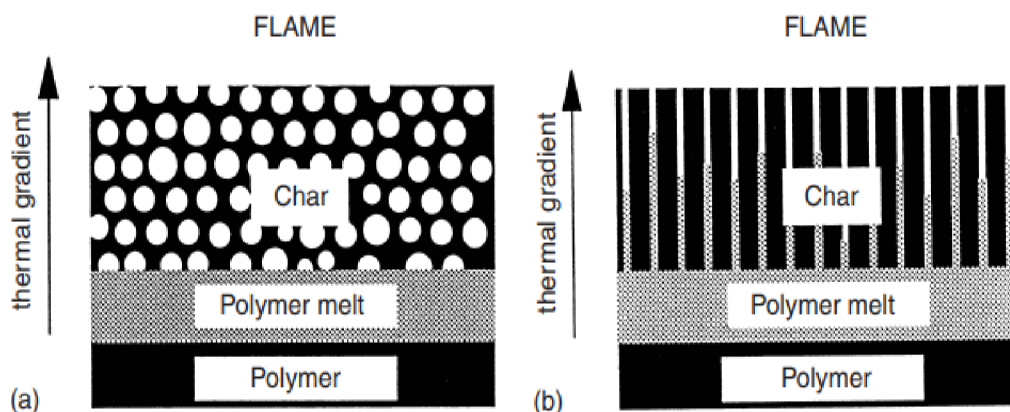 FLAME
thermal gradient
Char
Polymer melt
Polymer
(a)
FLAME
thermal gradient
Char
Polymer melt
Polymer
(b)